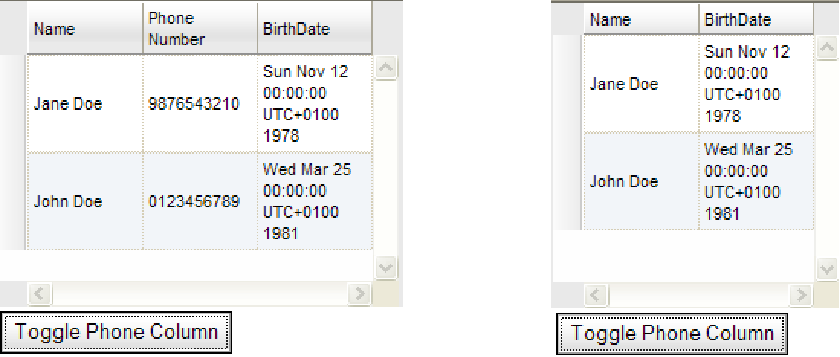 Name
Phone
Number
BirthDate
Jane Doe
9876543210
Sun Nov 12
00:00:00
UTC+0100
1978
John Doe
0123456789
Wed Mar 25
00:00:00
UTC+0100
1981
Toggle Phone Column
Name
BirthDate
Jane Doe
Sun Nov 12
00:00:00
UTC+0100
1978
John Doe
Wed Mar 25
00:00:00
UTC+0100
1981
Toggle Phone Column